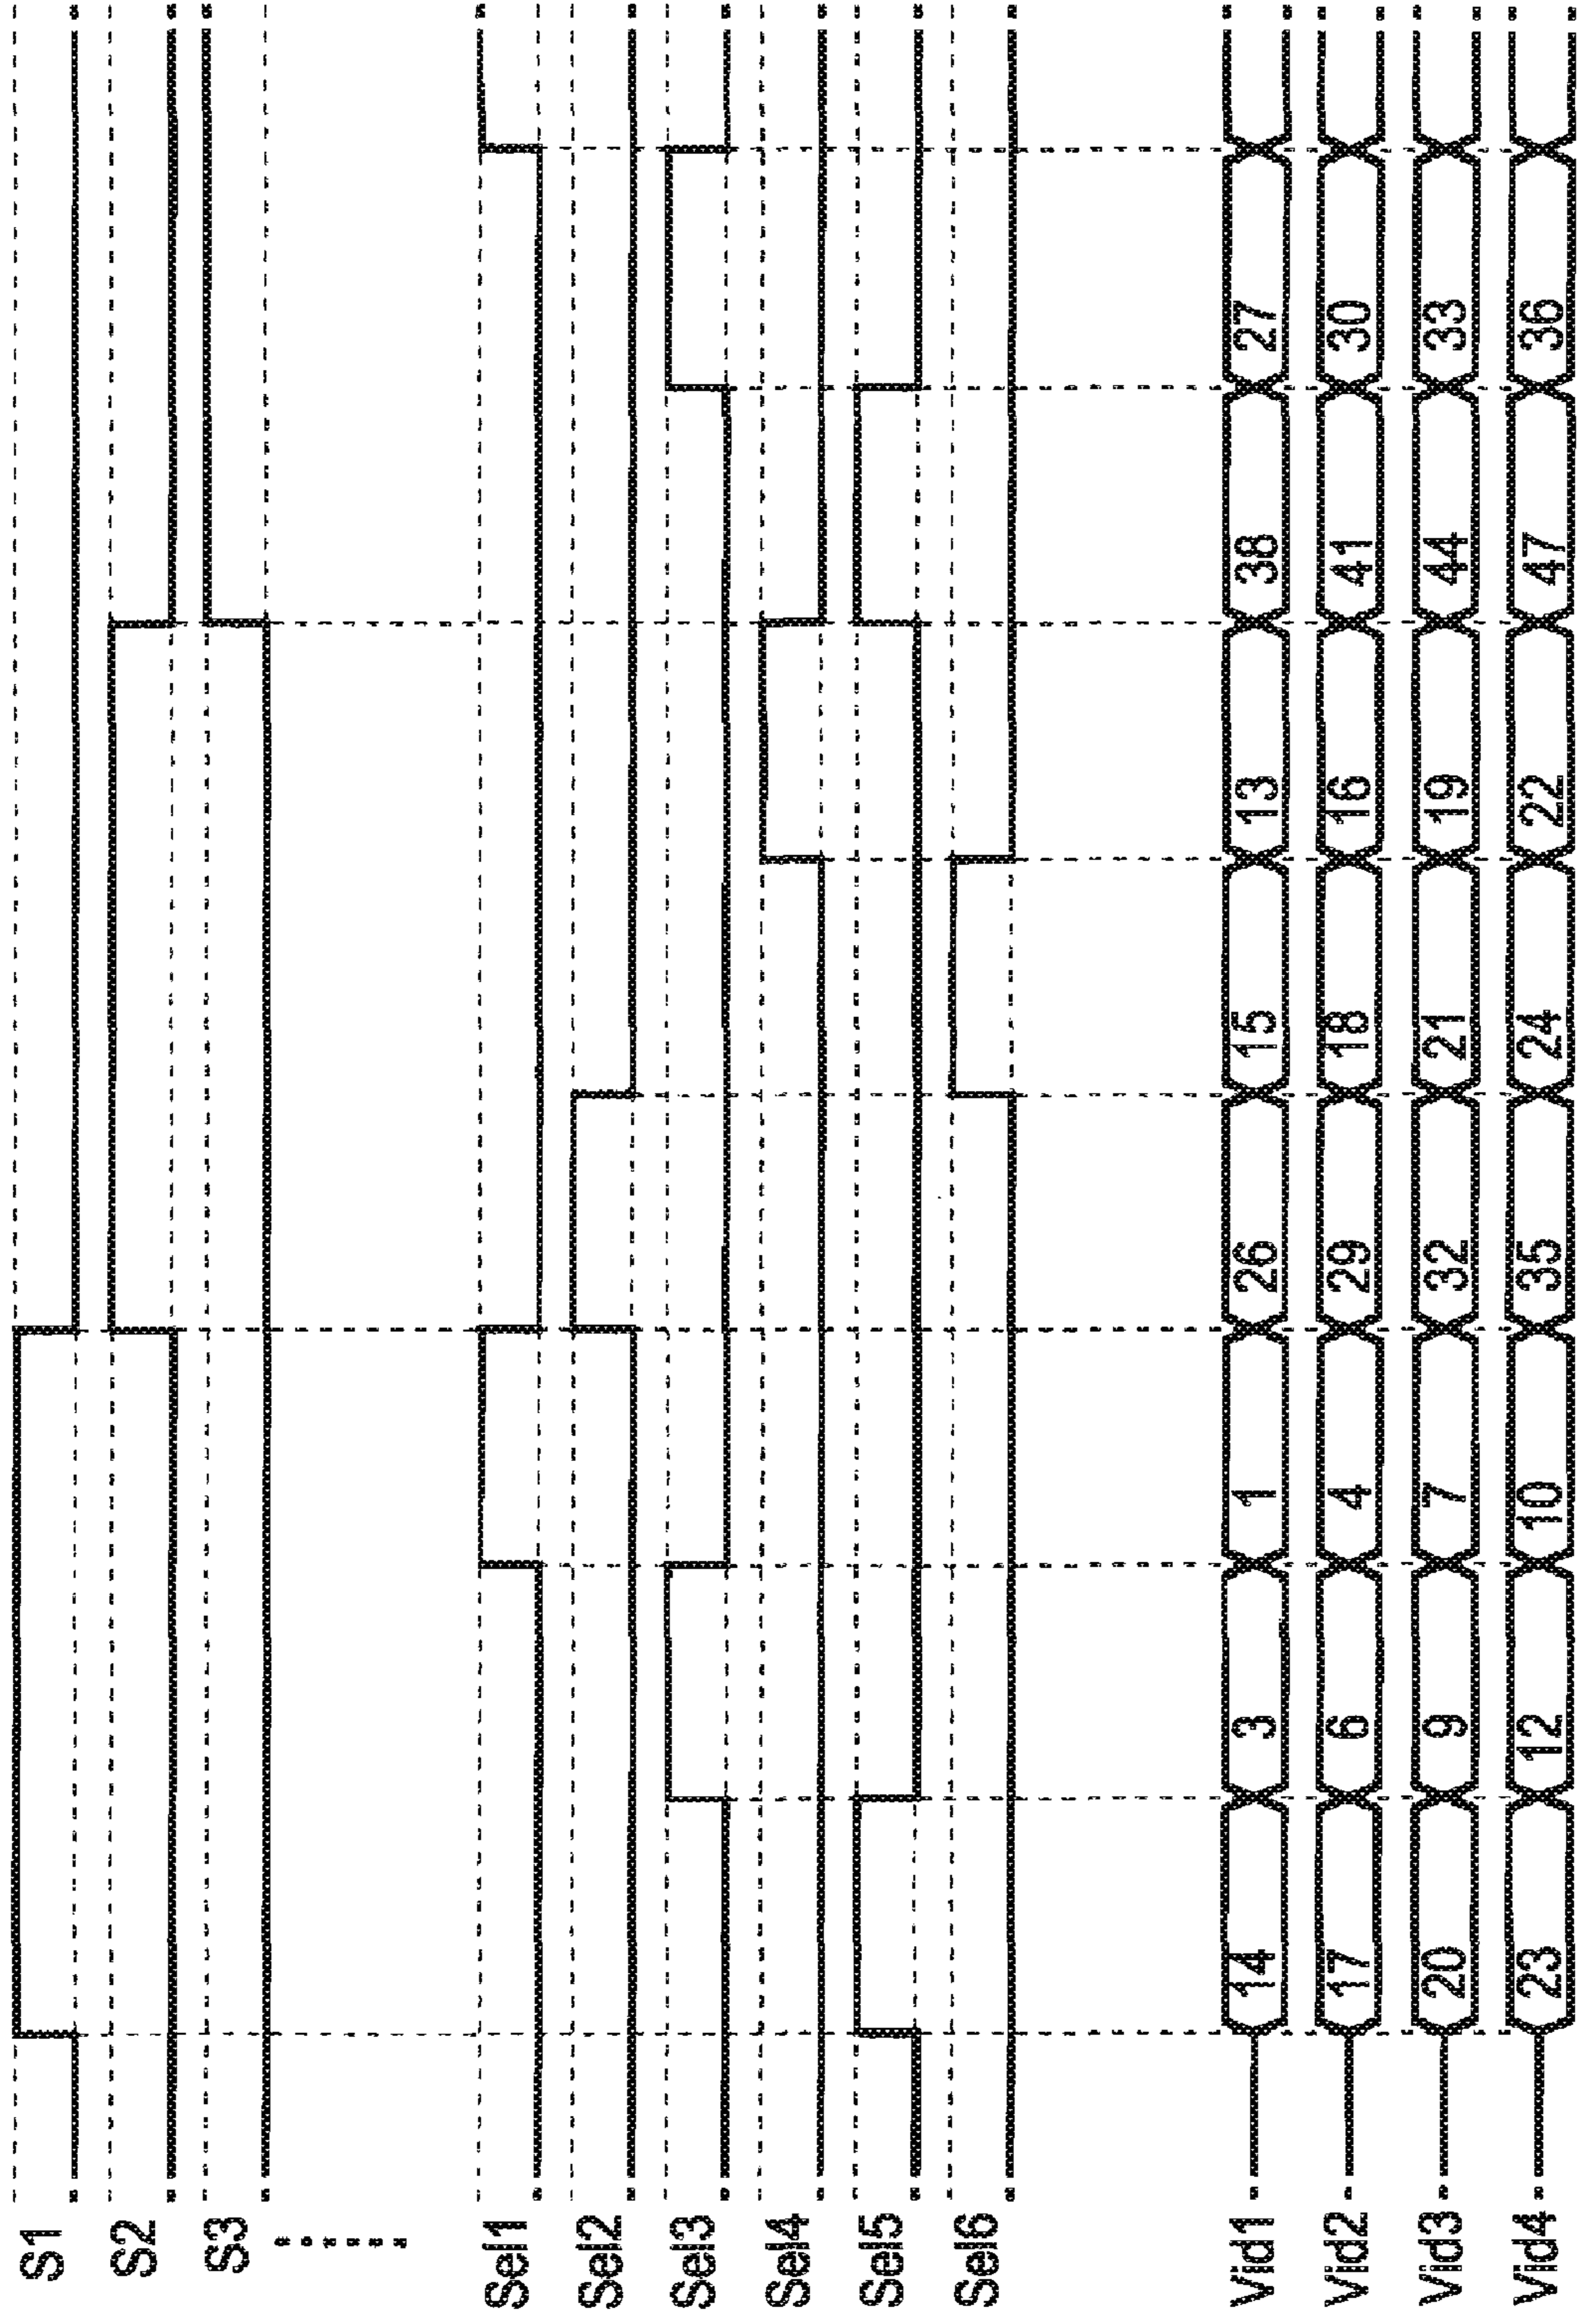 S1
S2
S3
Sel1
Sel2
Sel3
Sel4
Sel5
Sel6
Vid1 14 3 1 26 15 13 38 27
Vid2 17 6 4 29 18 16 41 30
Vid3 20 9 7 32 21 19 44 33
Vid4 23 12 10 35 24 22 47 36